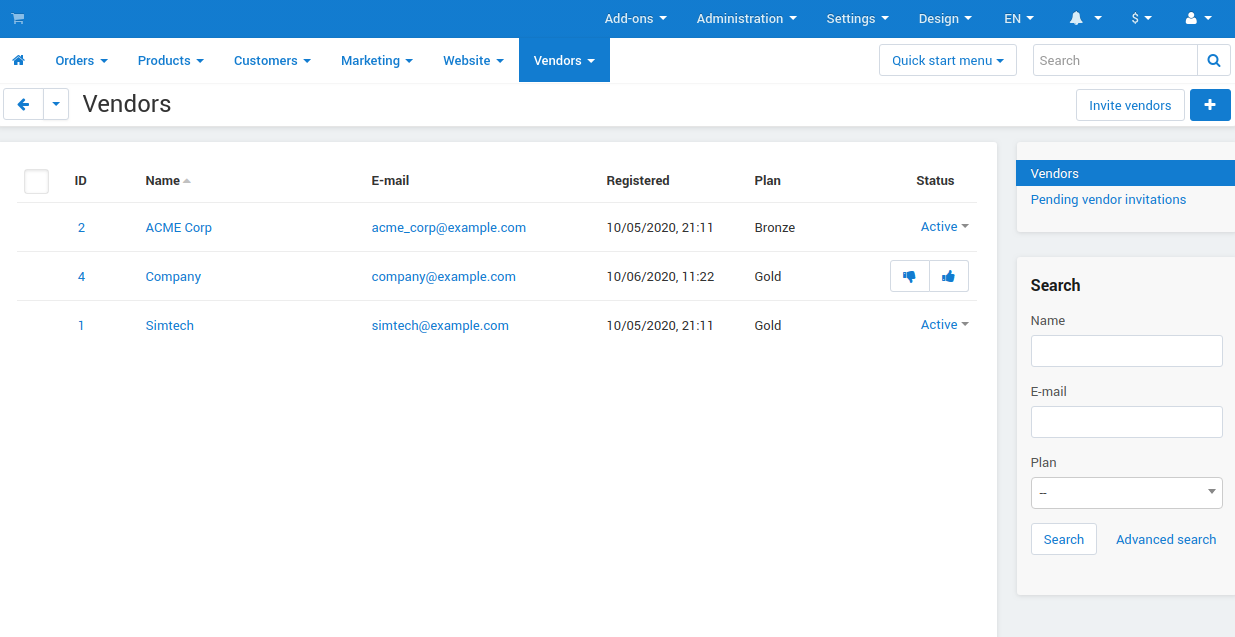 Add-ons Administration Settings Design EN $
Orders Products Customers Marketing Website Vendors Quick start menu Search
Vendors Invite vendors
ID Name E-mail Registered Plan Status
2 ACME Corp acme_corp@example.com 10/05/2020, 21:11 Bronze Active
4 Company company@example.com 10/06/2020, 11:22 Gold
1 Simtech simtech@example.com 10/05/2020, 21:11 Gold Active
Vendors
Pending vendor invitations
Search
Name
E-mail
Plan
--
Search Advanced search